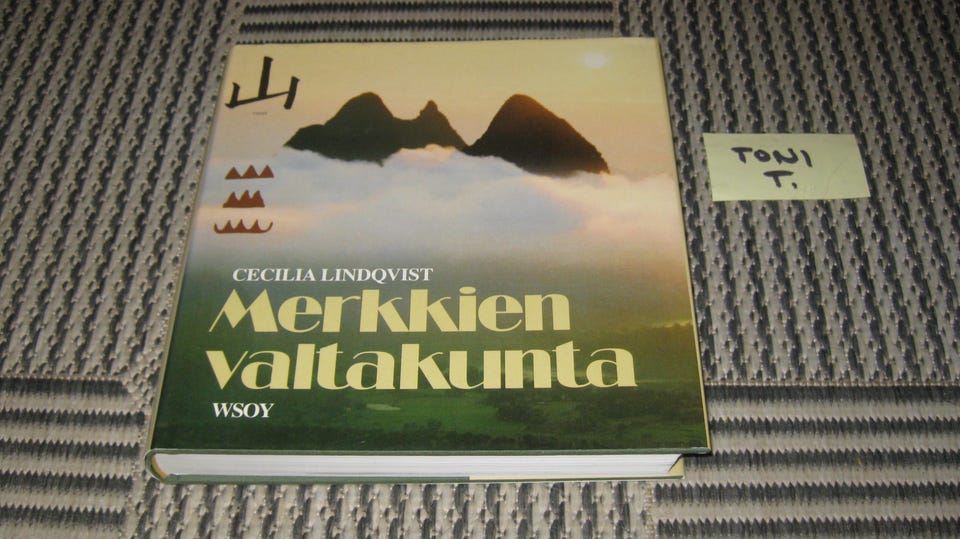 山
CECILIA LINDQVIST
Merkkien
valtakunta
WSOY
TONI
T.